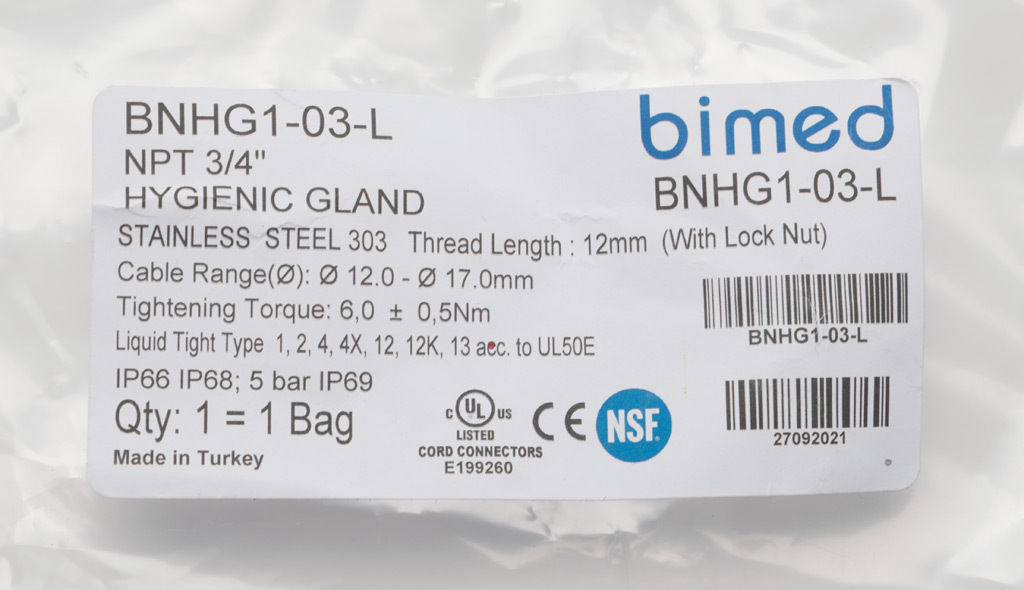 BNHG1-03-L
NPT 3/4"
HYGIENIC GLAND
bimed
BNHG1-03-L
STAINLESS STEEL 303 Thread Length : 12mm (With Lock Nut)
Cable Range(Ø): Ø 12.0 - Ø 17.0mm
Tightening Torque: 6,0 ± 0,5Nm
Liquid Tight Type 1, 2, 4, 4X, 12, 12K, 13 acc. to UL50E
IP66 IP68; 5 bar IP69
Qty: 1 = 1 Bag
Made in Turkey
C UL US
LISTED
CORD CONNECTORS
E199260
CE
NSF®
BNHG1-03-L
27092021